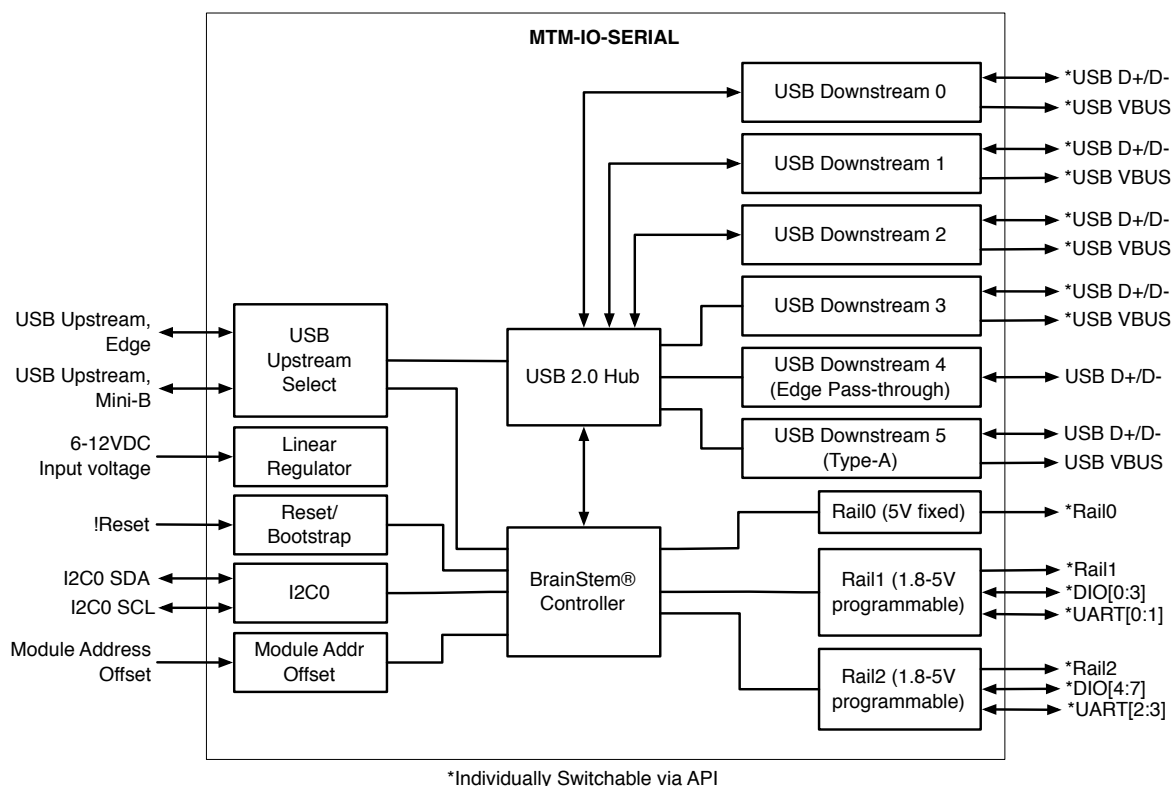 MTM-IO-SERIAL
USB Downstream 0
*USB D+/D-
*USB VBUS
USB Downstream 1
*USB D+/D-
*USB VBUS
USB Downstream 2
*USB D+/D-
*USB VBUS
USB Downstream 3
*USB D+/D-
*USB VBUS
USB Upstream,
Edge
USB Upstream,
Mini-B
USB
Upstream
Select
USB 2.0 Hub
USB Downstream 4
(Edge Pass-through)
USB D+/D-
USB Downstream 5
(Type-A)
USB D+/D-
USB VBUS
6-12VDC
Input voltage
Linear
Regulator
!Reset
Reset/
Bootstrap
Rail0 (5V fixed)
*Rail0
I2C0 SDA
I2C0 SCL
I2C0
BrainStem®
Controller
Rail1 (1.8-5V
programmable)
*Rail1
*DIO[0:3]
*UART[0:1]
Module Address
Offset
Module Addr
Offset
Rail2 (1.8-5V
programmable)
*Rail2
*DIO[4:7]
*UART[2:3]
*Individually Switchable via API